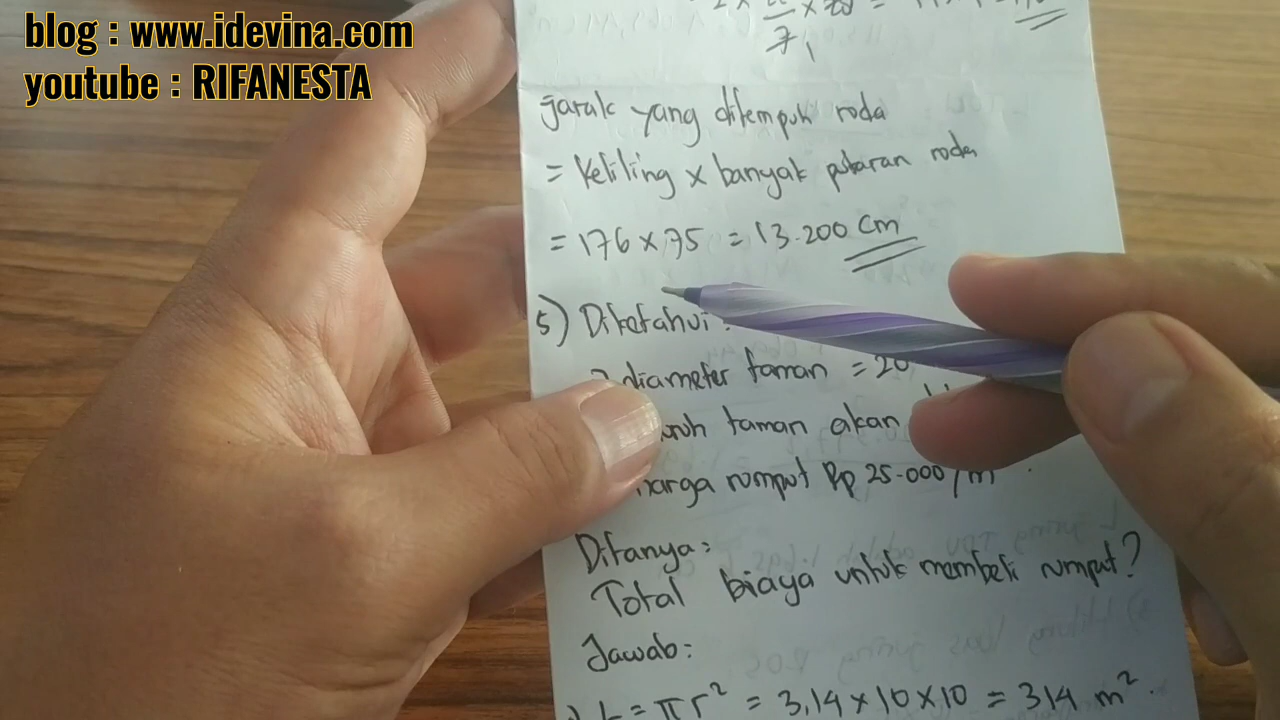 blog : www.idevina.com
youtube : RIFANESTA
7 1
jarak yang ditempuh roda
= Keliling x banyak putaran roda
= 176 x 75 = 13.200 cm
5) Diketahui :
diameter taman = 20
taman akan
harga rumput Rp 25.000/m
Ditanya :
Total biaya untuk membeli rumput?
Jawab :
L = πr² = 3,14 x 10 x 10 = 314 m².